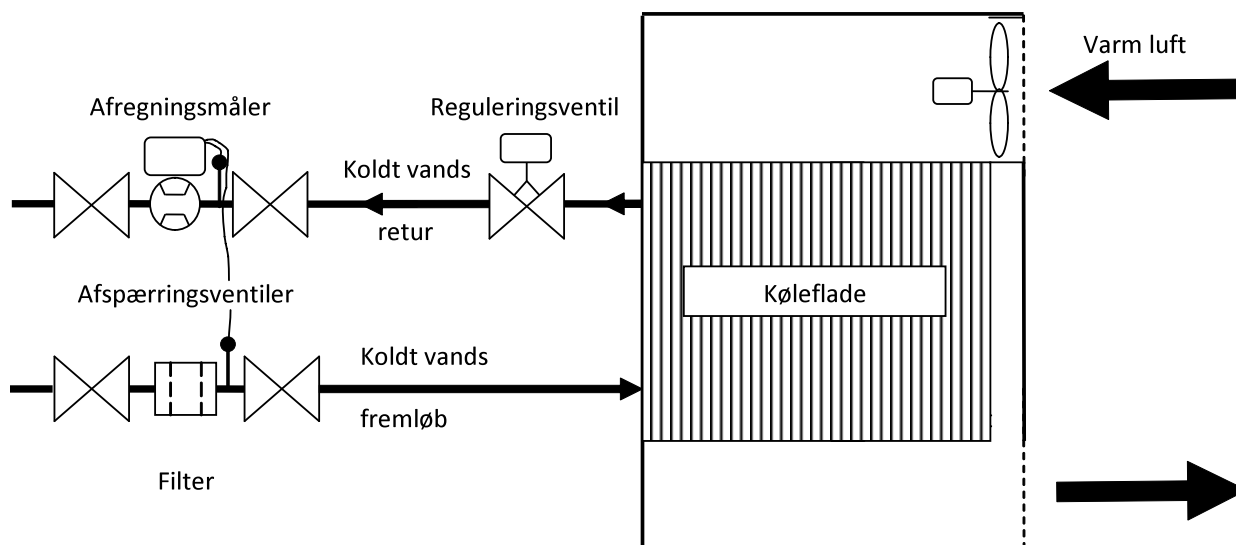 Varm luft
Afregningsmåler
Reguleringsventil
Koldt vands
retur
Afspærringsventiler
Køleflade
Koldt vands
fremløb
Filter